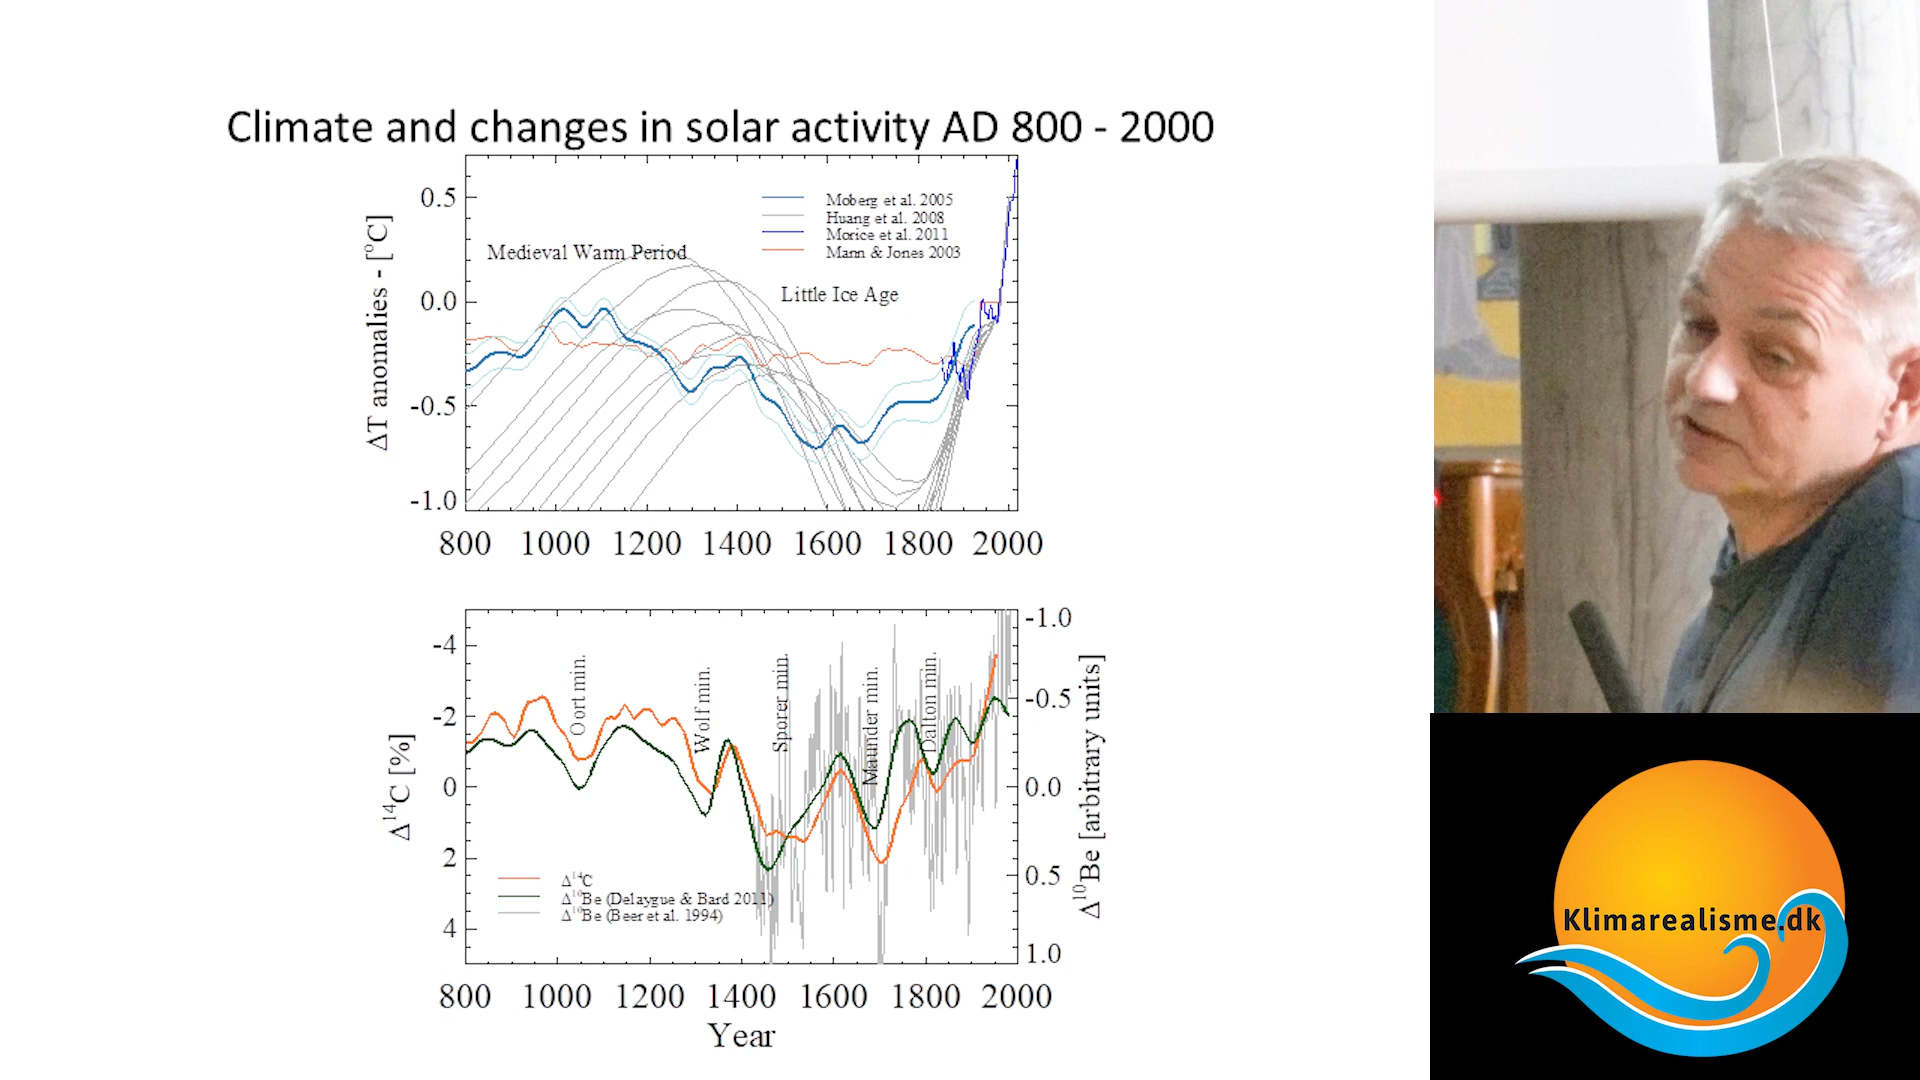 Climate and changes in solar activity AD 800 - 2000
0.5
0.0
-0.5
-1.0
ΔT anomalies - [°C]
Moberg et al. 2005
Huang et al. 2008
Morice et al. 2011
Mann & Jones 2003
Medieval Warm Period
Little Ice Age
800 1000 1200 1400 1600 1800 2000
-4
-2
0
2
4
Δ¹⁴C [%]
Oort min.
Wolf min.
Sporer min.
Maunder min.
Dalton min.
Δ¹⁴C
Δ¹⁰Be (Delaygue & Bard 2011)
Δ¹⁰Be (Beer et al. 1994)
-1.0
-0.5
0.0
0.5
1.0
Δ¹⁰Be [arbitrary units]
800 1000 1200 1400 1600 1800 2000
Year
Klimarealisme.dk